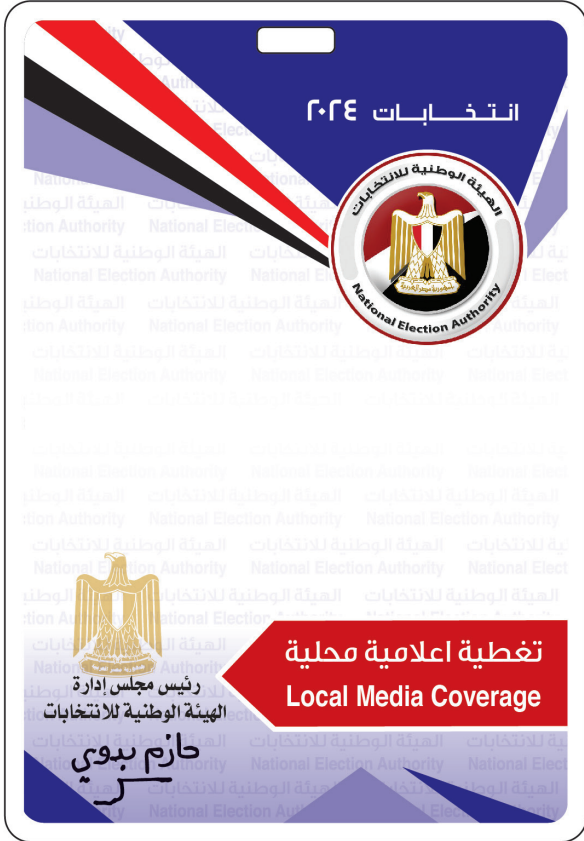 انتخابات ٢٠٢٤
الهيئة الوطنية للانتخابات
National Election Authority
تغطية اعلامية محلية
Local Media Coverage
رئيس مجلس إدارة
الهيئة الوطنية للانتخابات
حازم بدوي